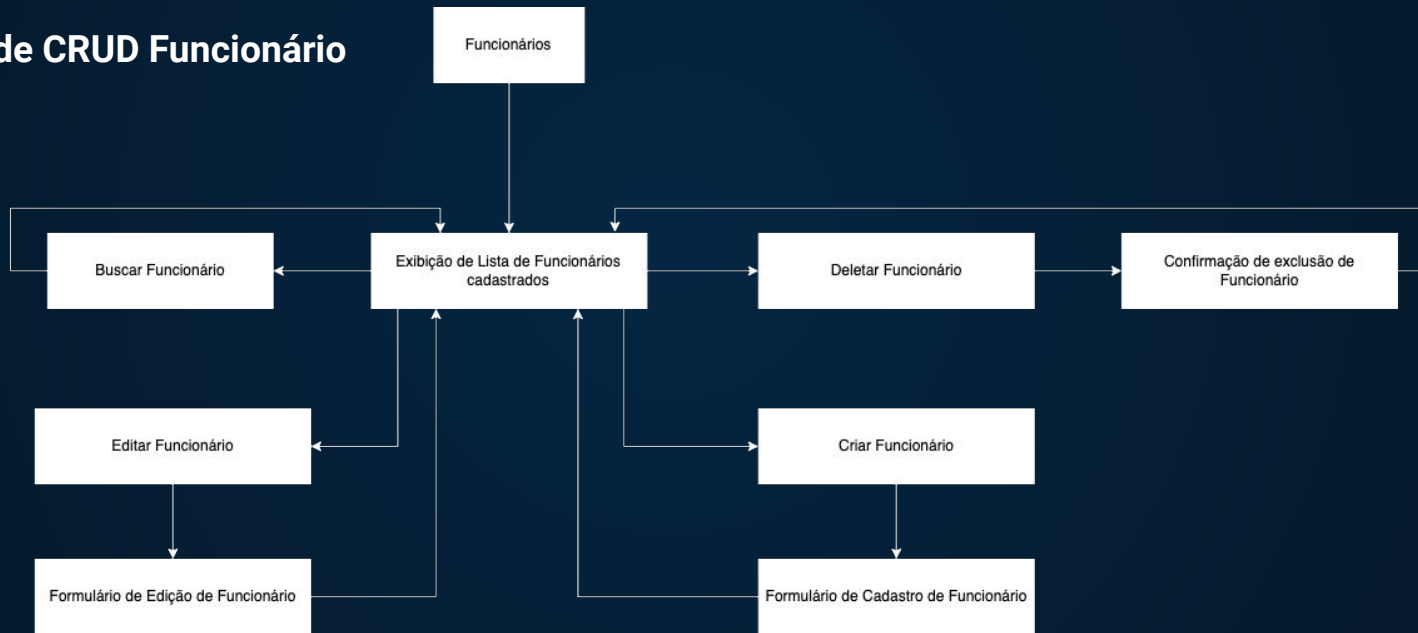 de CRUD Funcionário
Funcionários
Buscar Funcionário
Exibição de Lista de Funcionários
cadastrados
Deletar Funcionário
Confirmação de exclusão de
Funcionário
Editar Funcionário
Criar Funcionário
Formulário de Edição de Funcionário
Formulário de Cadastro de Funcionário